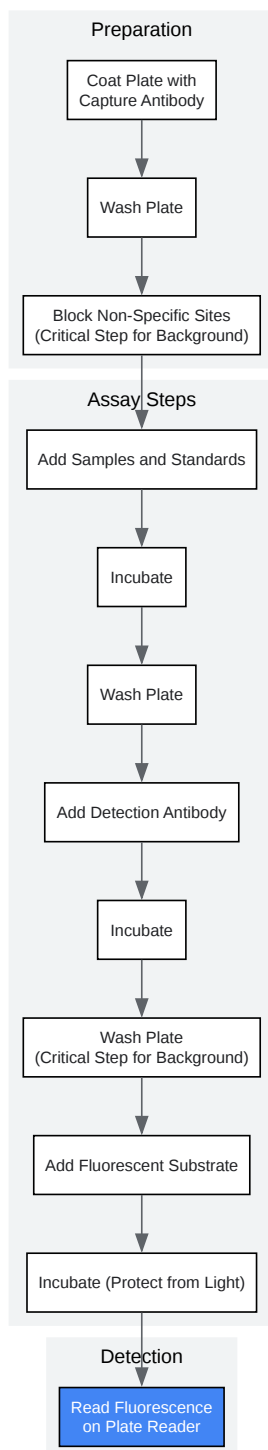 Preparation
Coat Plate with
Capture Antibody
Wash Plate
Block Non-Specific Sites
(Critical Step for Background)
Assay Steps
Add Samples and Standards
Incubate
Wash Plate
Add Detection Antibody
Incubate
Wash Plate
(Critical Step for Background)
Add Fluorescent Substrate
Incubate (Protect from Light)
Detection
Read Fluorescence
on Plate Reader